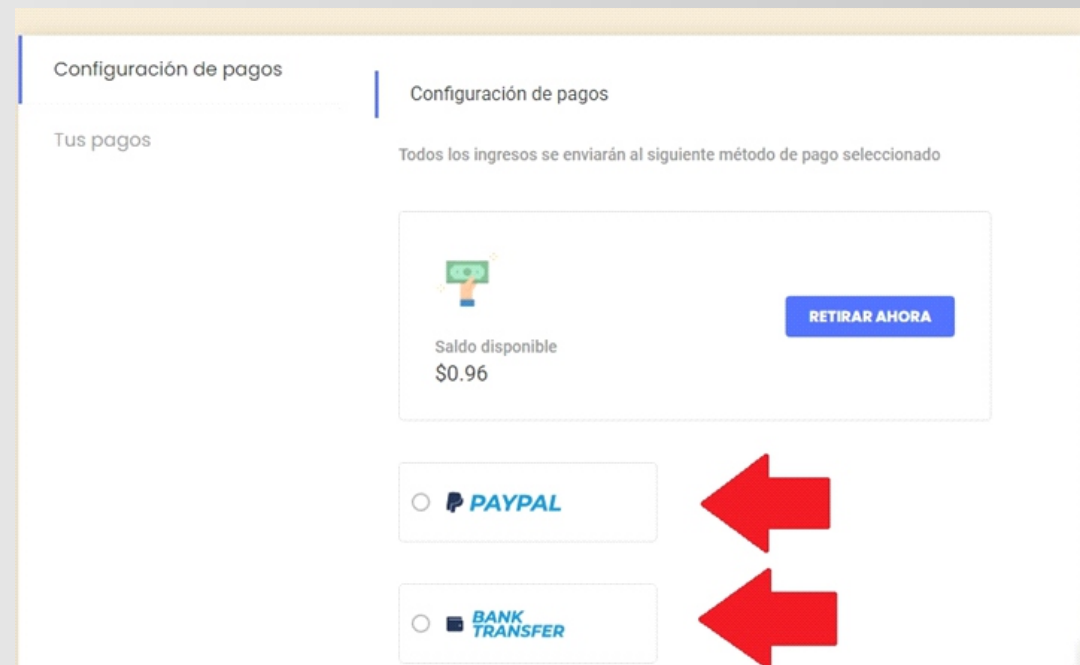 Configuración de pagos
Tus pagos
Configuración de pagos
Todos los ingresos se enviarán al siguiente método de pago seleccionado
Saldo disponible
$0.96
RETIRAR AHORA
PAYPAL
BANK
TRANSFER